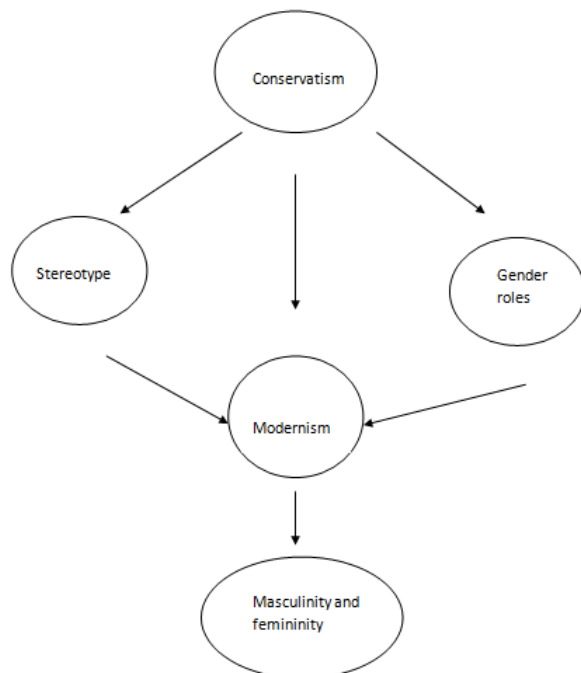 Conservatism
Stereotype
Gender
roles
Modernism
Masculinity and
femininity